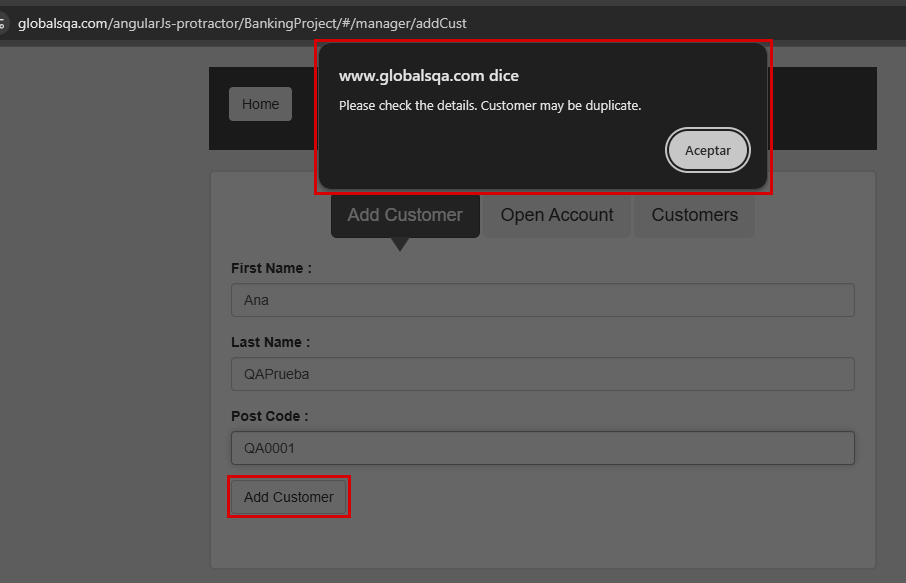 globalsqa.com/angularJs-protractor/BankingProject/#/manager/addCust
www.globalsqa.com dice
Please check the details. Customer may be duplicate.
Aceptar
Home
Add Customer
Open Account
Customers
First Name :
Ana
Last Name :
QAPrueba
Post Code :
QA0001
Add Customer